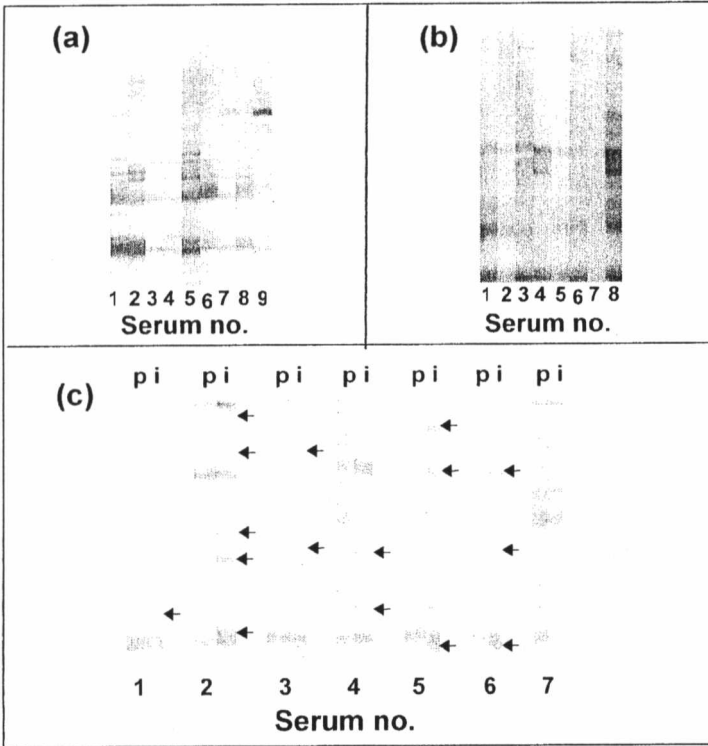 (a)
1 2 3 4 5 6 7 8 9
Serum no.
(b)
1 2 3 4 5 6 7 8
Serum no.
(c)
p i p i p i p i p i p i p i
1 2 3 4 5 6 7
Serum no.